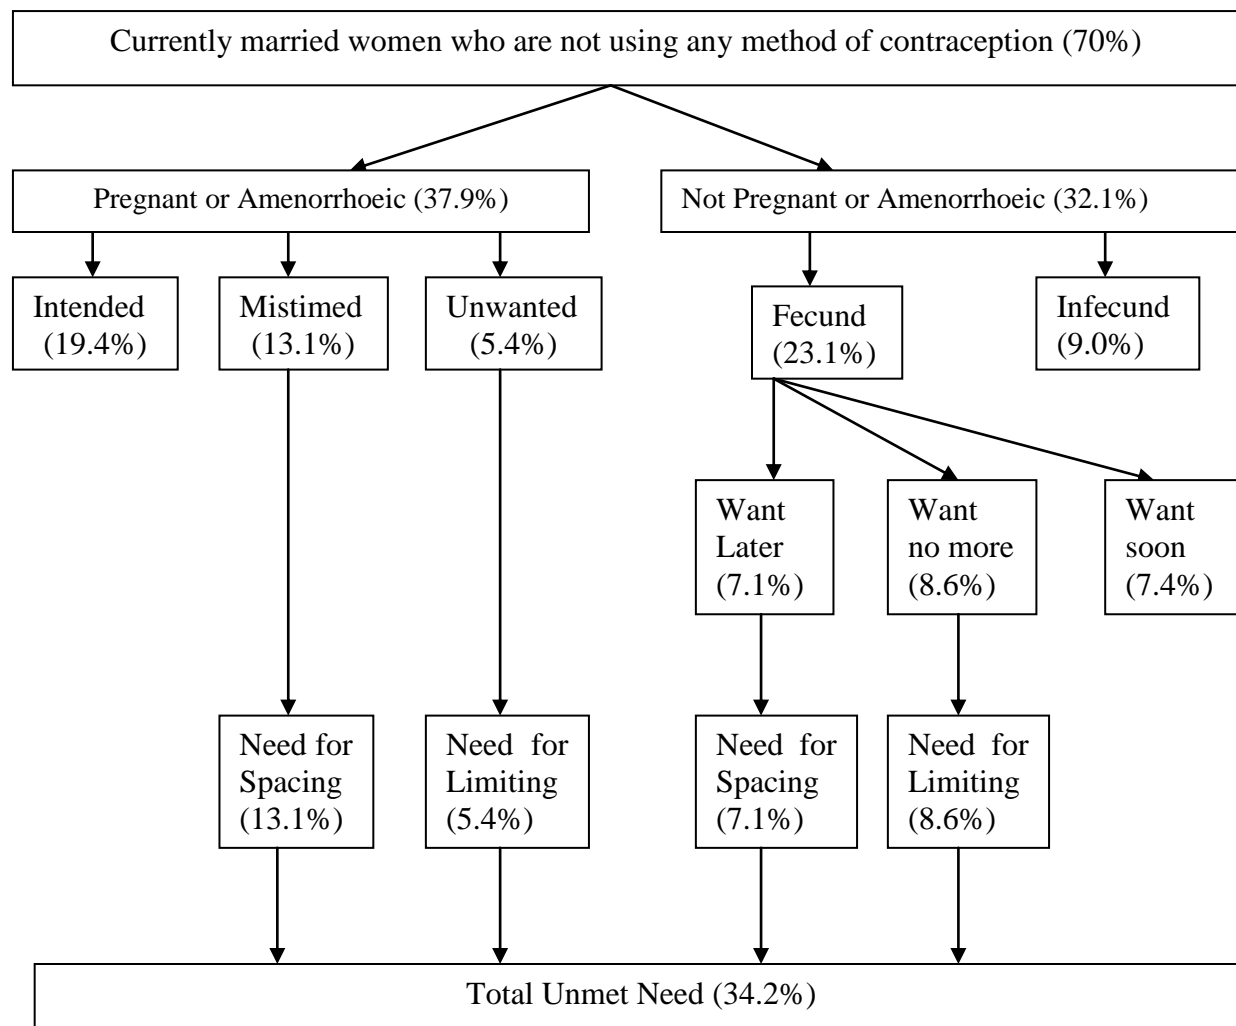 Currently married women who are not using any method of contraception (70%)
Pregnant or Amenorrhoeic (37.9%)
Not Pregnant or Amenorrhoeic (32.1%)
Intended
(19.4%)
Mistimed
(13.1%)
Unwanted
(5.4%)
Fecund
(23.1%)
Infecund
(9.0%)
Want
Later
(7.1%)
Want
no more
(8.6%)
Want
soon
(7.4%)
Need for
Spacing
(13.1%)
Need for
Limiting
(5.4%)
Need for
Spacing
(7.1%)
Need for
Limiting
(8.6%)
Total Unmet Need (34.2%)